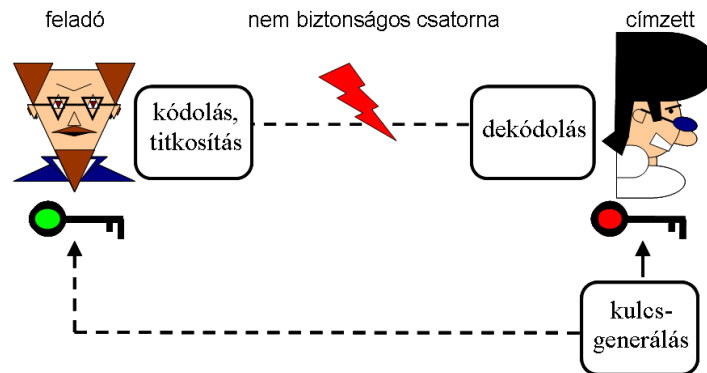 feladó
nem biztonságos csatorna
címzett
kódolás,
titkosítás
dekódolás
kulcs-
generálás